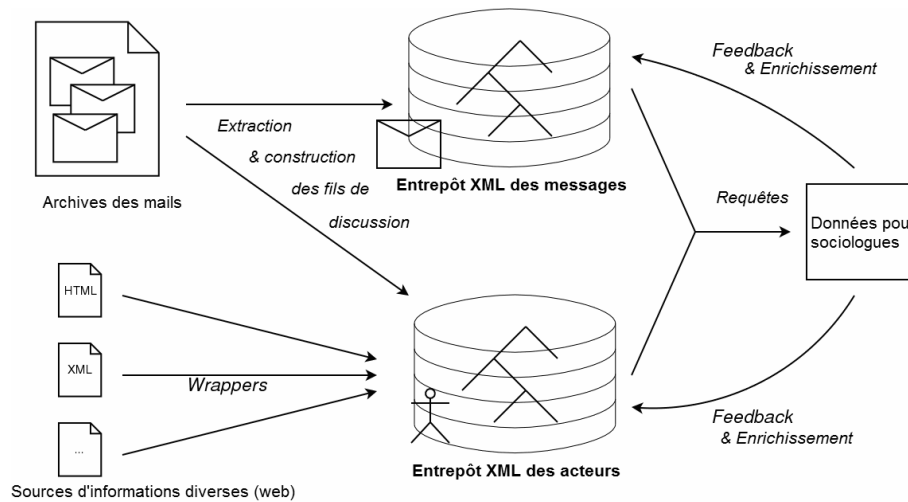 Feedback
& Enrichissement
Extraction
& construction
des fils de
discussion
Entrepôt XML des messages
Archives des mails
Requêtes
Données pou
sociologues
HTML
XML
...
Wrappers
Feedback
& Enrichissement
Entrepôt XML des acteurs
Sources d'informations diverses (web)